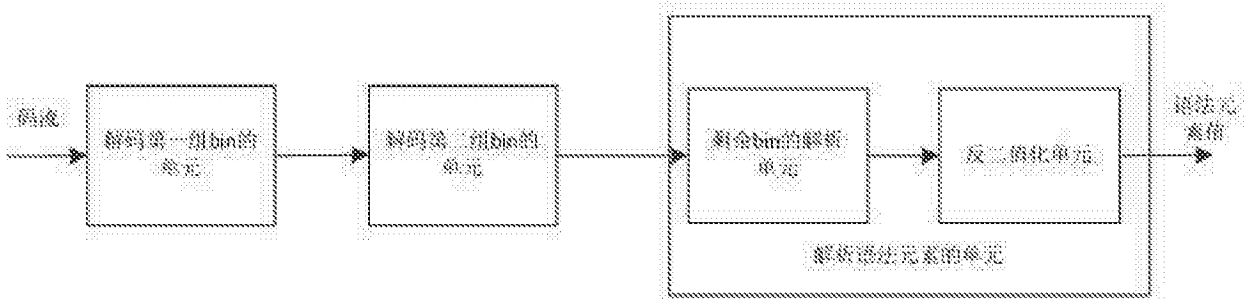 码流
解码第一组bin的
单元
解码第二组bin的
单元
剩余bin的解析
单元
反二值化单元
语法元
素值
解析语法元素的单元